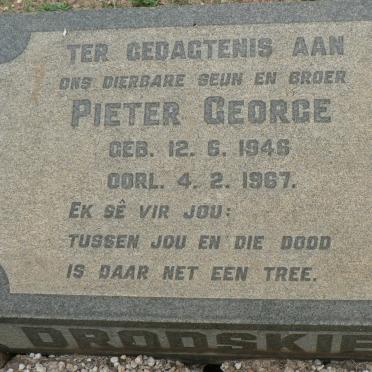 TER GEDAGTENIS AAN
ONS DIERBARE SEUN EN BROER
PIETER GEORGE
GEB. 12. 6. 1946
OORL. 4. 2. 1967.
EK SÊ VIR JOU:
TUSSEN JOU EN DIE DOOD
IS DAAR NET EEN TREE.
DRODSKIE